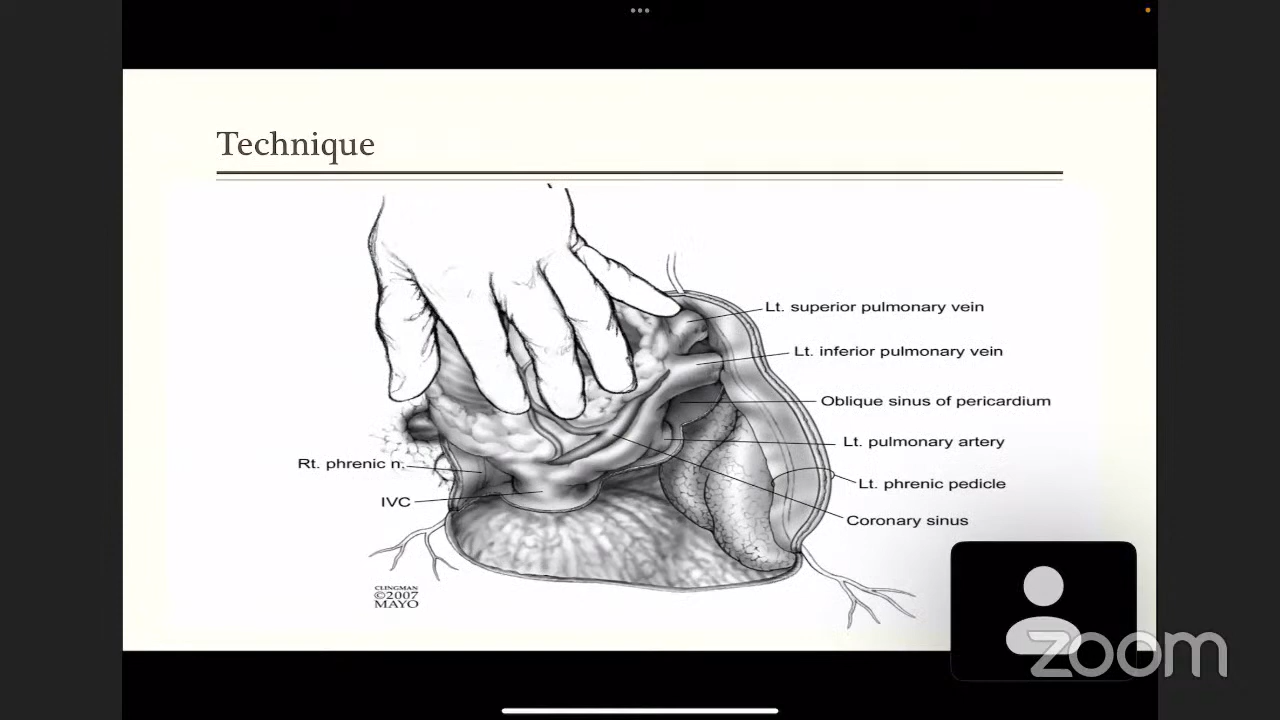 Technique
Lt. superior pulmonary vein
Lt. inferior pulmonary vein
Oblique sinus of pericardium
Lt. pulmonary artery
Rt. phrenic n.
Lt. phrenic pedicle
IVC
Coronary sinus
CLINGMAN
©2007
MAYO
zoom